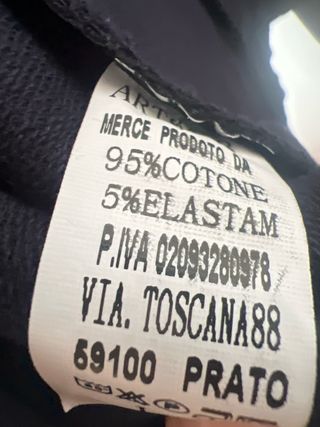 MERCE PRODOTO DA
95%COTONE
5%ELASTAM
P.IVA 02093280978
VIA. TOSCANA88
59100 PRATO